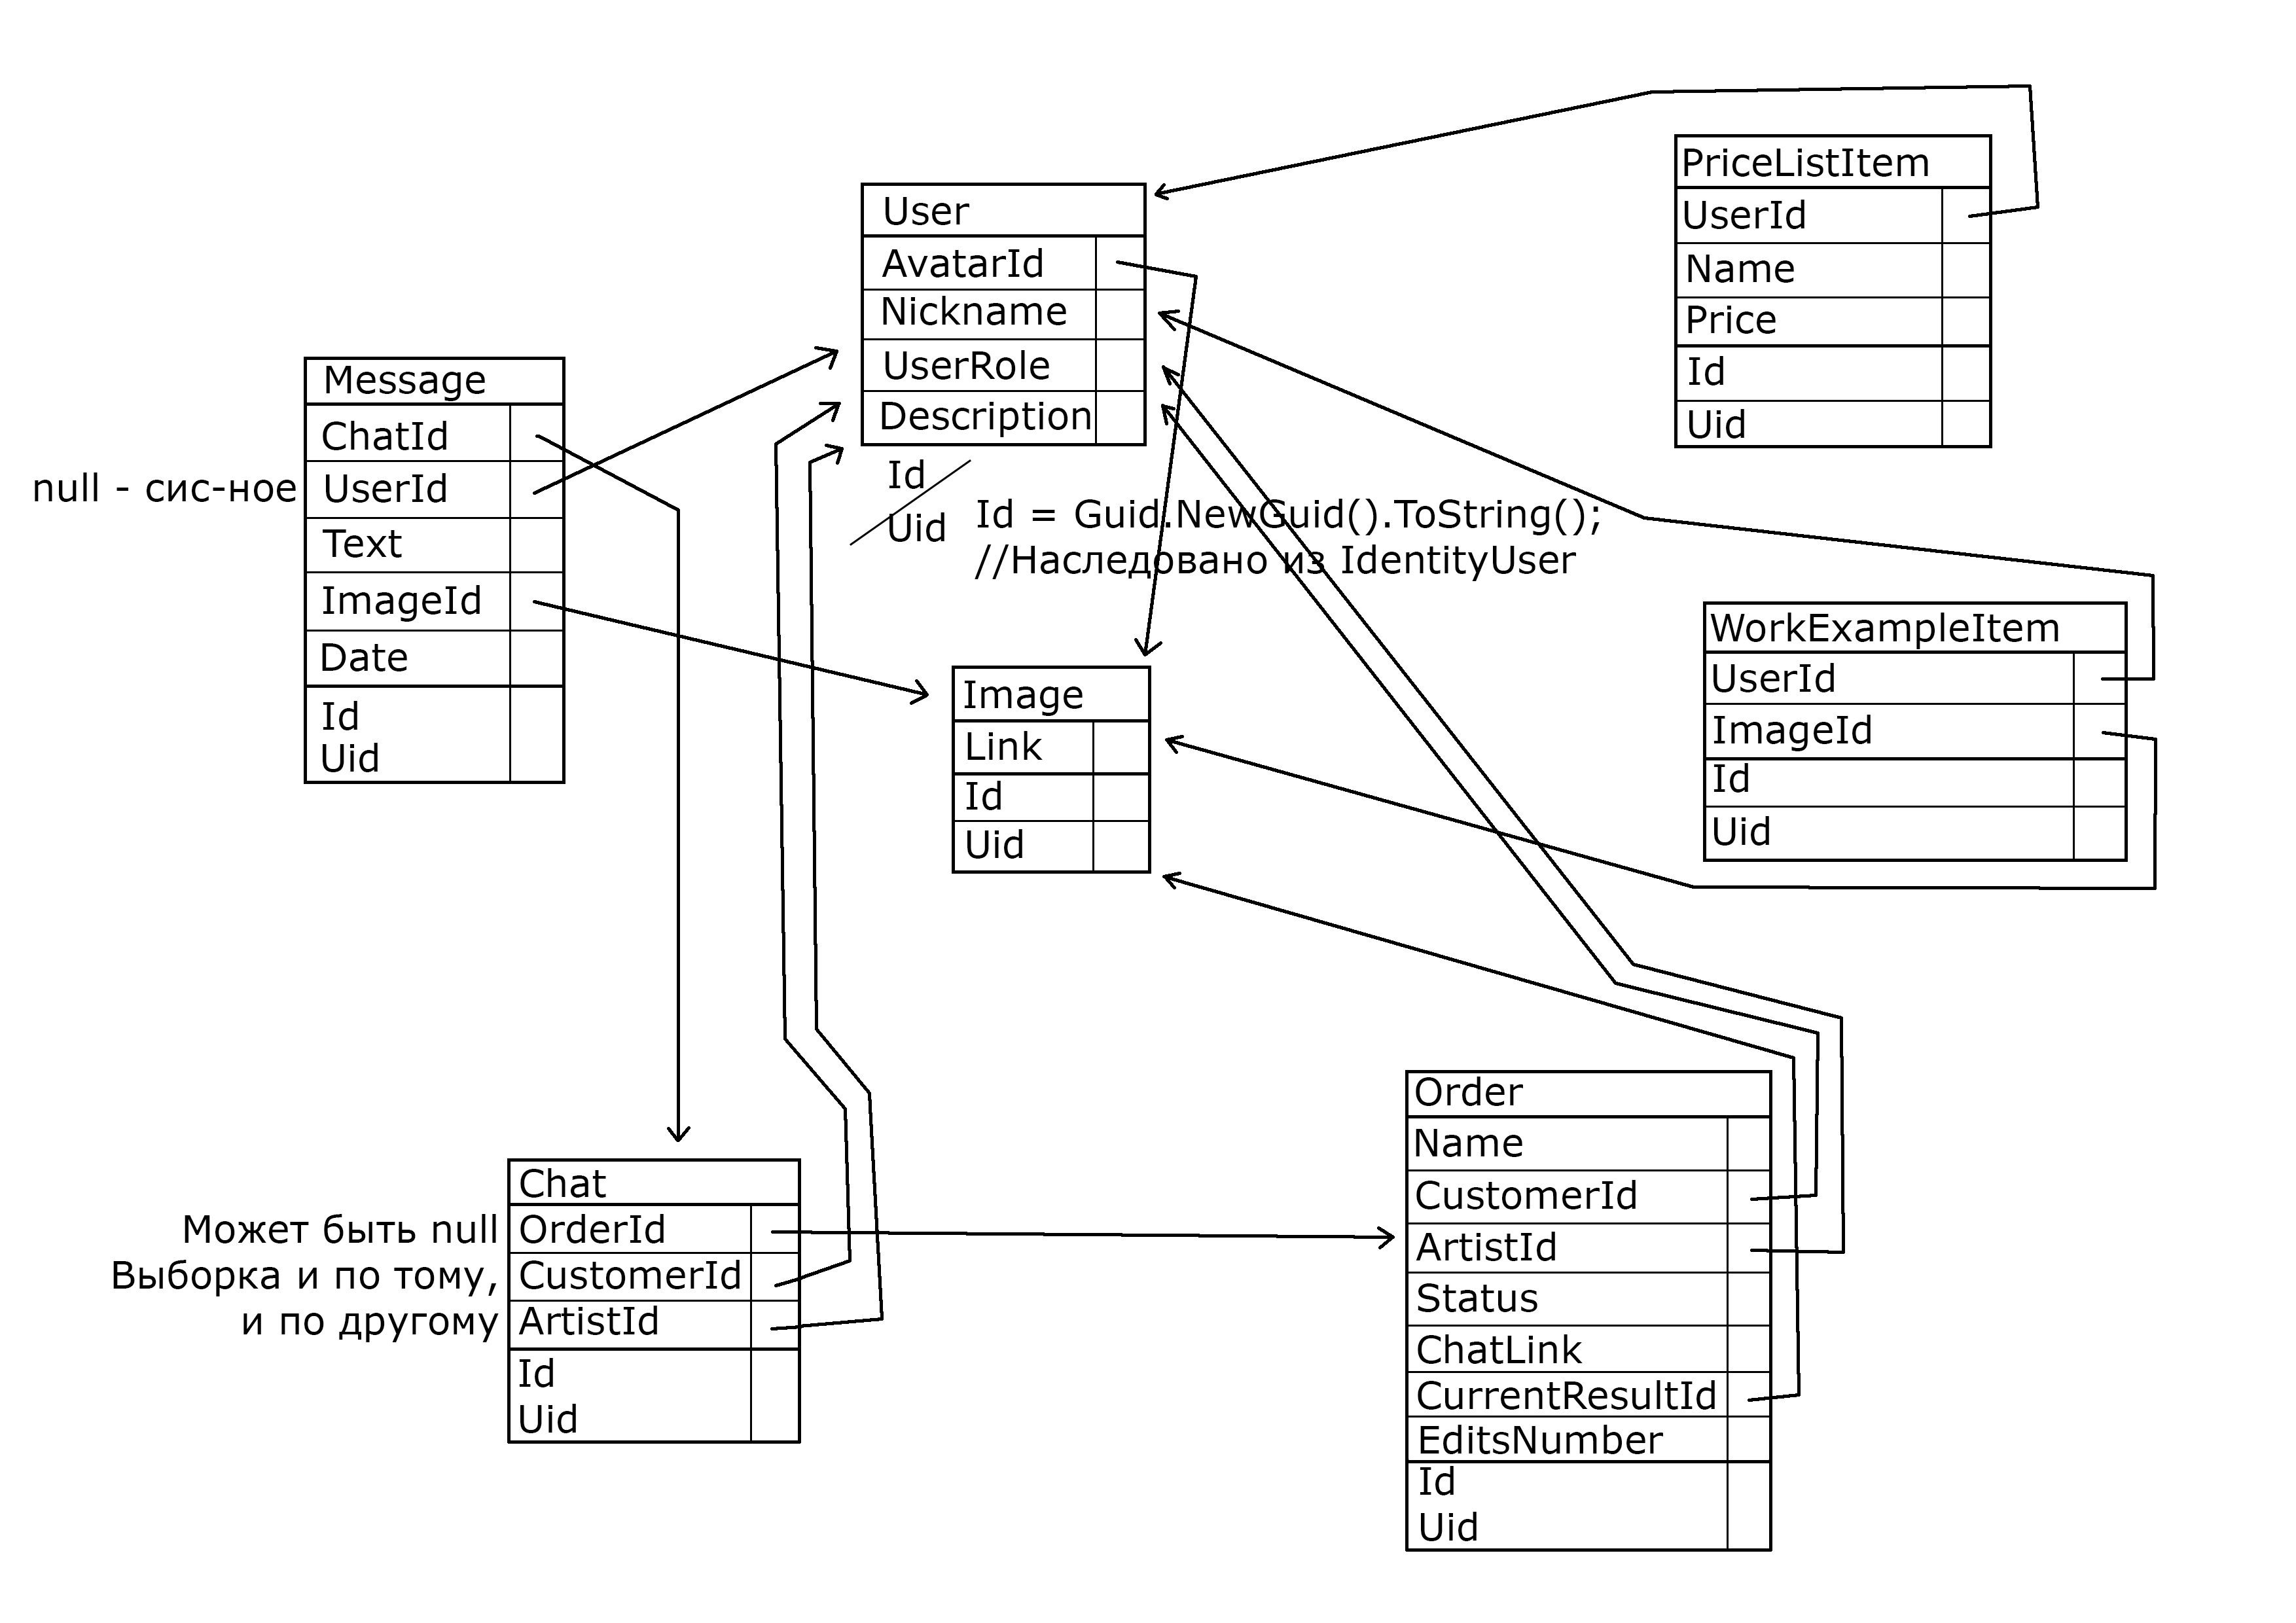 PriceListItem
UserId
Name
Price
Id
Uid
User
AvatarId
Nickname
UserRole
Description
Id
Uid
Id = Guid.NewGuid().ToString();
//Наследовано из IdentityUser
Message
ChatId
null - сис-ное
UserId
Text
ImageId
Date
Id
Uid
Image
Link
Id
Uid
WorkExampleItem
UserId
ImageId
Id
Uid
Chat
Может быть null
OrderId
Выборка и по тому,
CustomerId
и по другому
ArtistId
Id
Uid
Order
Name
CustomerId
ArtistId
Status
ChatLink
CurrentResultId
EditsNumber
Id
Uid